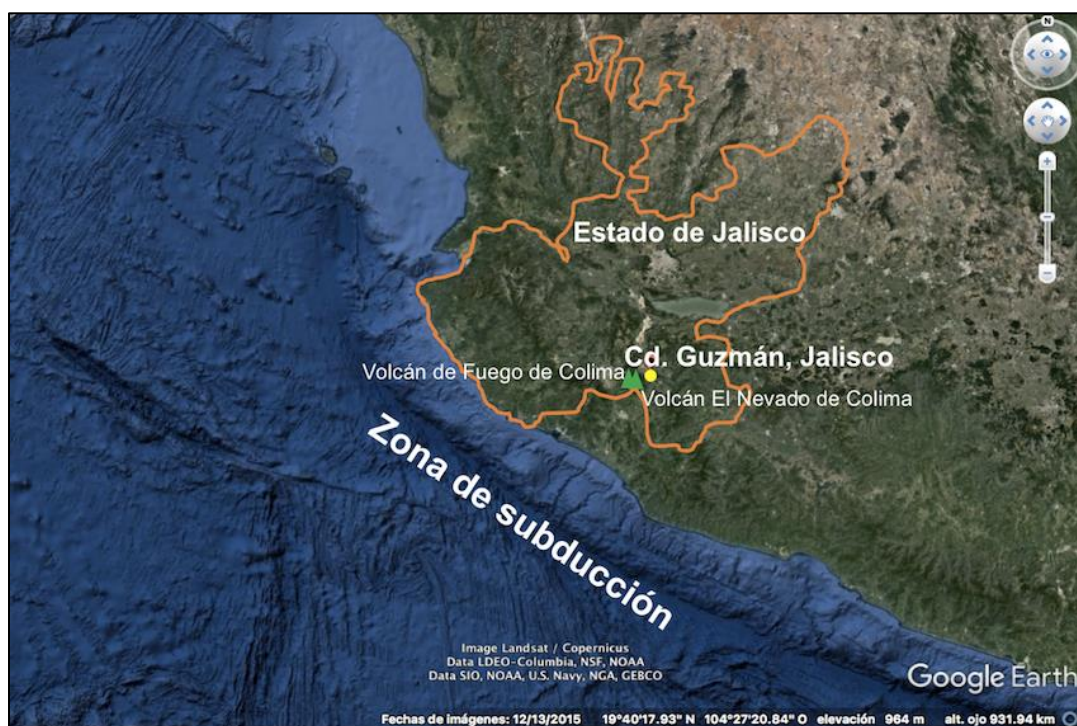 N
Estado de Jalisco
Cd. Guzmán, Jalisco
Volcán de Fuego de Colima
Volcán El Nevado de Colima
Zona de subducción
Image Landsat / Copernicus
Data LDEO-Columbia, NSF, NOAA
Data SIO, NOAA, U.S. Navy, NGA, GEBCO
Google Earth
Fechas de imágenes: 12/13/2015 19°40'17.93" N 104°27'20.84" O elevación 964 m alt. ojo 931.94 km